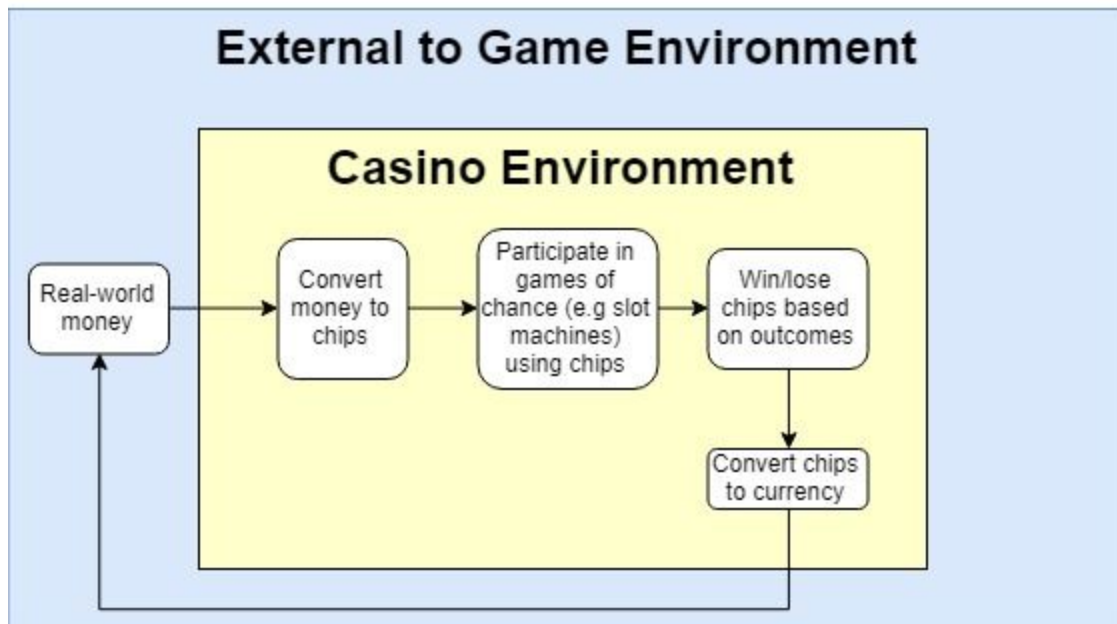 External to Game Environment
Casino Environment
Real-world
money
Convert
money to
chips
Participate in
games of
chance (e.g slot
machines)
using chips
Win/lose
chips based
on outcomes
Convert chips
to currency